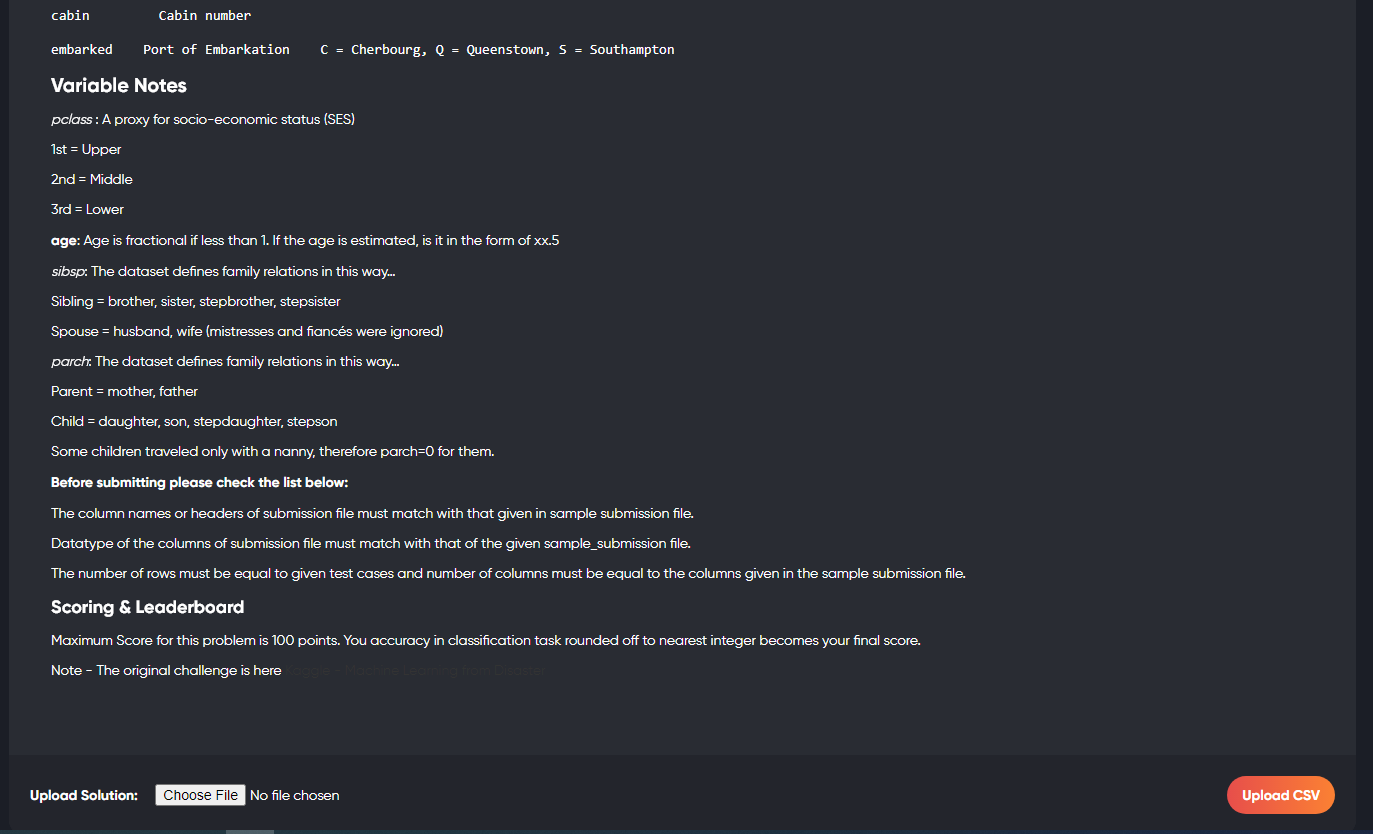 cabin Cabin number
embarked Port of Embarkation C = Cherbourg, Q = Queenstown, S = Southampton
Variable Notes
pclass : A proxy for socio-economic status (SES)
1st = Upper
2nd = Middle
3rd = Lower
age: Age is fractional if less than 1. If the age is estimated, is it in the form of xx.5
sibsp: The dataset defines family relations in this way...
Sibling = brother, sister, stepbrother, stepsister
Spouse = husband, wife (mistresses and fiancés were ignored)
parch: The dataset defines family relations in this way...
Parent = mother, father
Child = daughter, son, stepdaughter, stepson
Some children traveled only with a nanny, therefore parch=0 for them.
Before submitting please check the list below:
The column names or headers of submission file must match with that given in sample submission file.
Datatype of the columns of submission file must match with that of the given sample_submission file.
The number of rows must be equal to given test cases and number of columns must be equal to the columns given in the sample submission file.
Scoring & Leaderboard
Maximum Score for this problem is 100 points. You accuracy in classification task rounded off to nearest integer becomes your final score.
Note - The original challenge is here Kaggle - Machine Learning from Disaster
Upload Solution: Choose File No file chosen Upload CSV